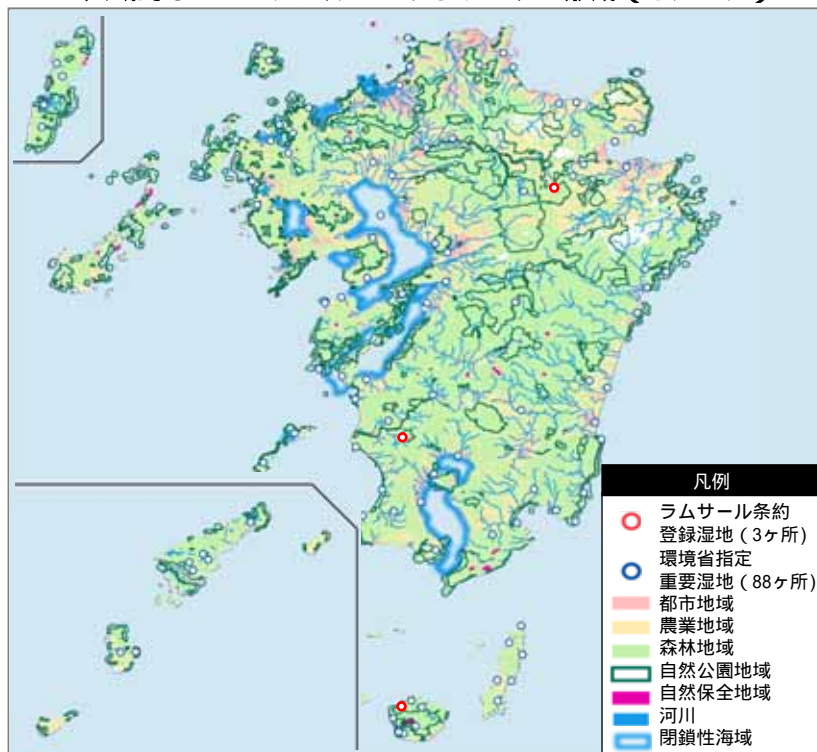 凡例
ラムサール条約
登録湿地 ( 3ヶ所)
環境省指定
重要湿地 ( 88ヶ所)
都市地域
農業地域
森林地域
自然公園地域
自然保全地域
河川
閉鎖性海域